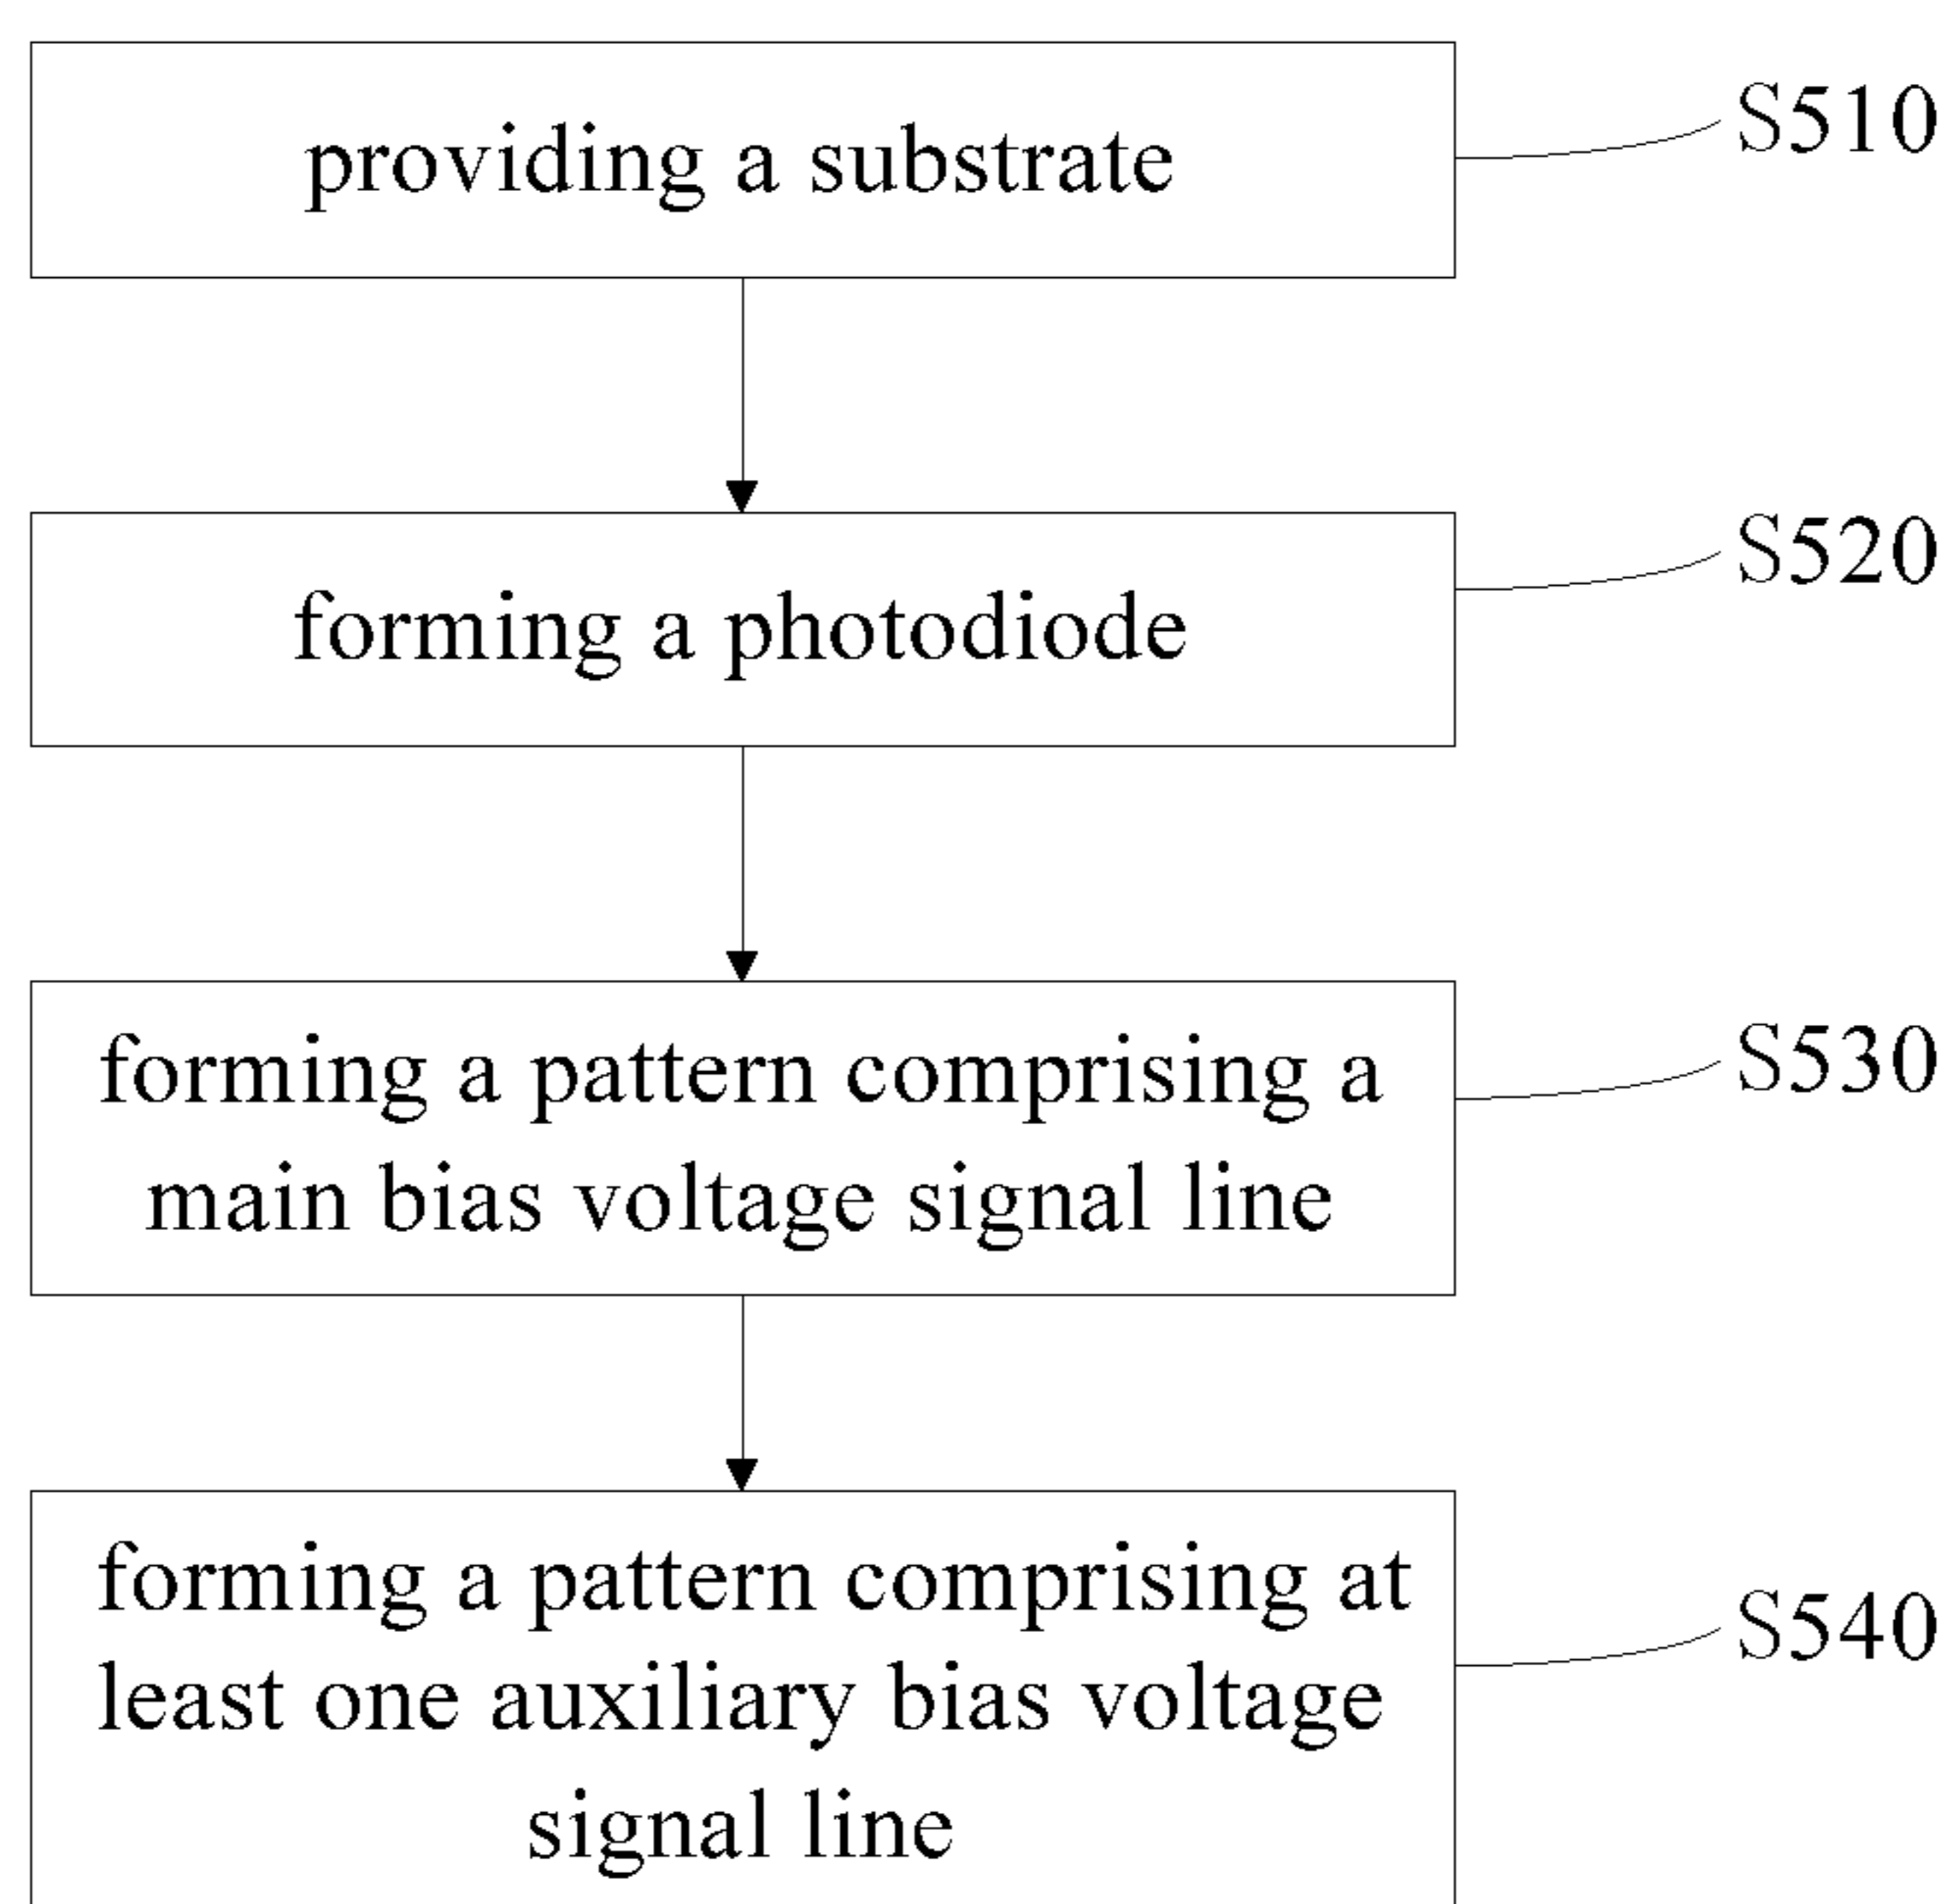 providing a substrate
S510
forming a photodiode
S520
forming a pattern comprising a
main bias voltage signal line
S530
forming a pattern comprising at
least one auxiliary bias voltage
signal line
S540